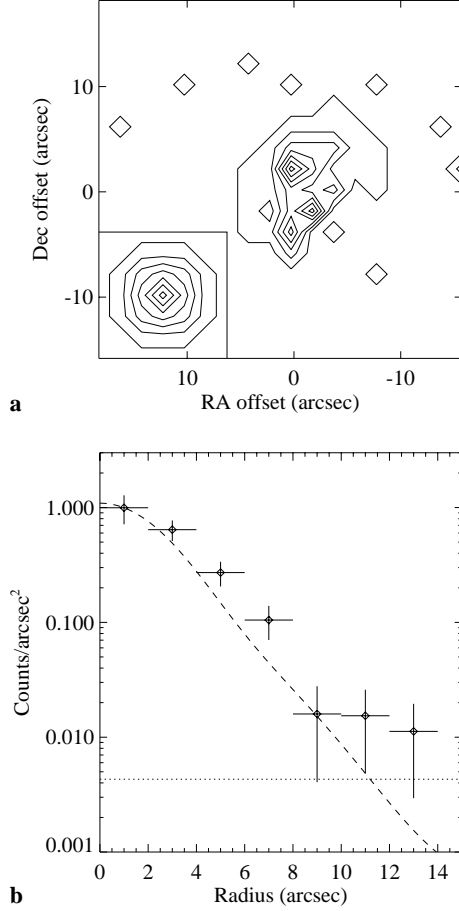 10
0
-10
Dec offset (arcsec)
10 0 -10
RA offset (arcsec)
a
1.000
0.100
0.010
0.001
Counts/arcsec²
0 2 4 6 8 10 12 14
Radius (arcsec)
b